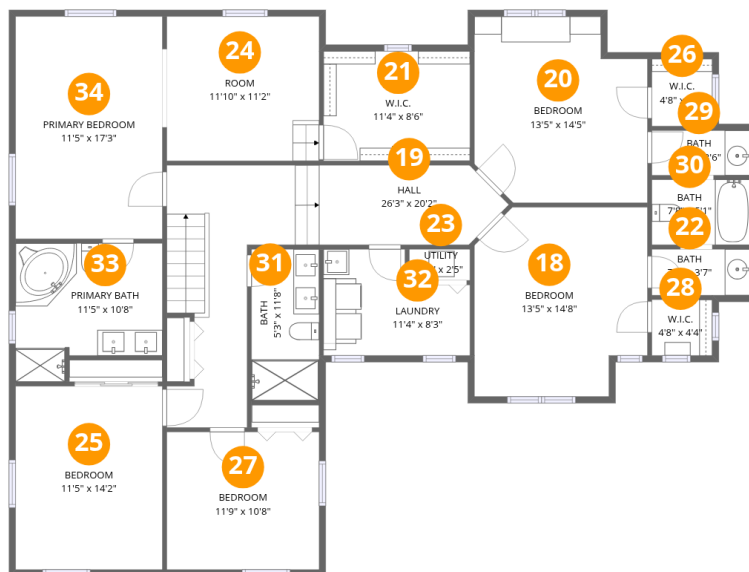 34
PRIMARY BEDROOM
11'5" x 17'3"
24
ROOM
11'10" x 11'2"
21
W.I.C.
11'4" x 8'6"
20
BEDROOM
13'5" x 14'5"
26
W.I.C.
4'8" x
29
BATH
30
BATH
22
BATH
28
W.I.C.
4'8" x 4'4"
19
HALL
26'3" x 20'2"
23
UTILITY
x 2'5"
18
BEDROOM
13'5" x 14'8"
33
PRIMARY BATH
11'5" x 10'8"
31
BATH
5'3" x 11'8"
32
LAUNDRY
11'4" x 8'3"
25
BEDROOM
11'5" x 14'2"
27
BEDROOM
11'9" x 10'8"